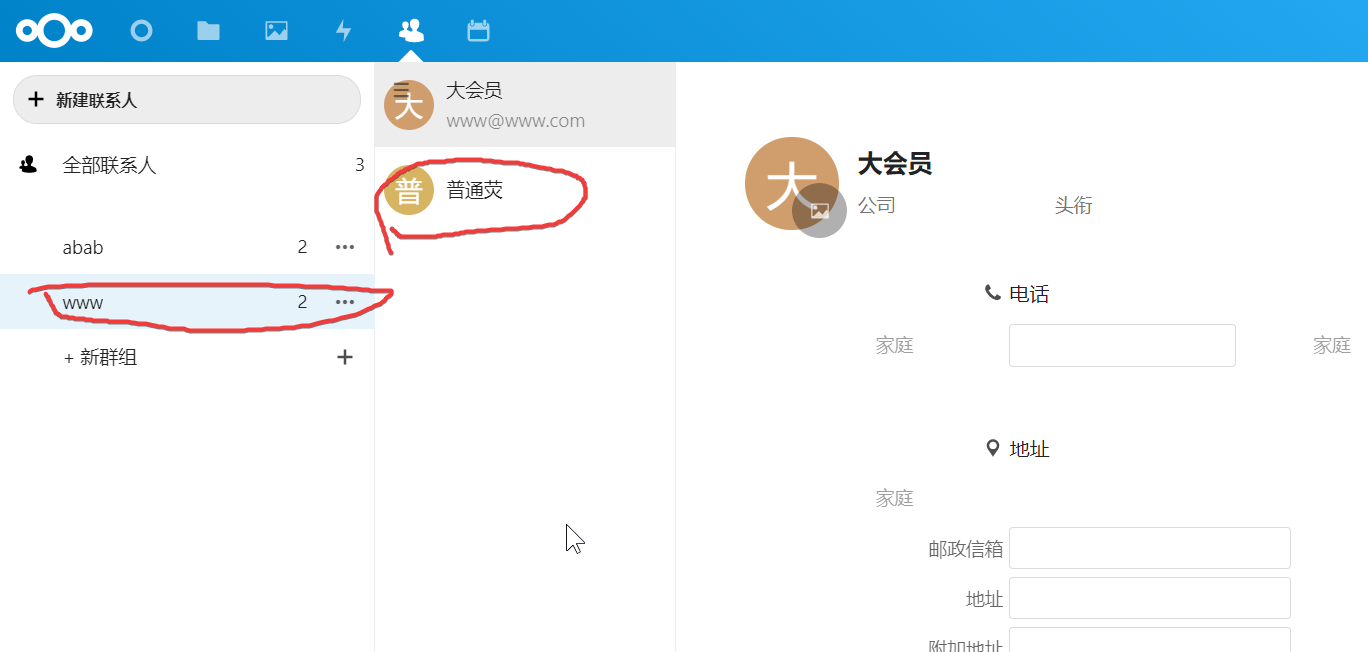 新建联系人
全部联系人 3
abab 2
www 2
+ 新群组
大
大会员
www@www.com
普
普通荧
大
大会员
公司 头衔
电话
家庭 家庭
地址
家庭
邮政信箱
地址
附加地址